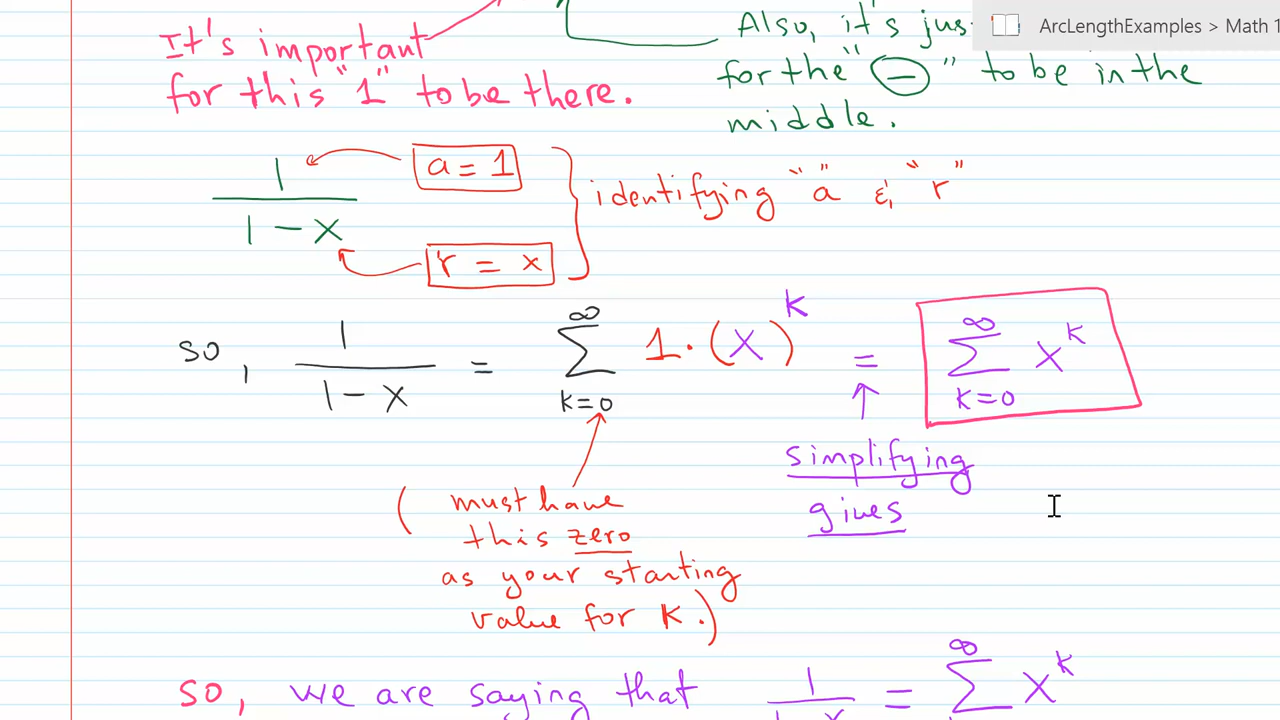 It's important
for this "1" to be there.
Also, it's jus
for the "−" to be in the
middle.
ArcLengthExamples > Math 1
1
1 − x
a = 1
r = x
identifying "a" & "r"
so, 1/(1 − x) = ∑_{k=0}^{∞} 1·(x)^k = ∑_{k=0}^{∞} x^k
simplifying
gives
( must have
this zero
as your starting
value for k.)
so, we are saying that 1/(1−x) = ∑^{∞} x^k